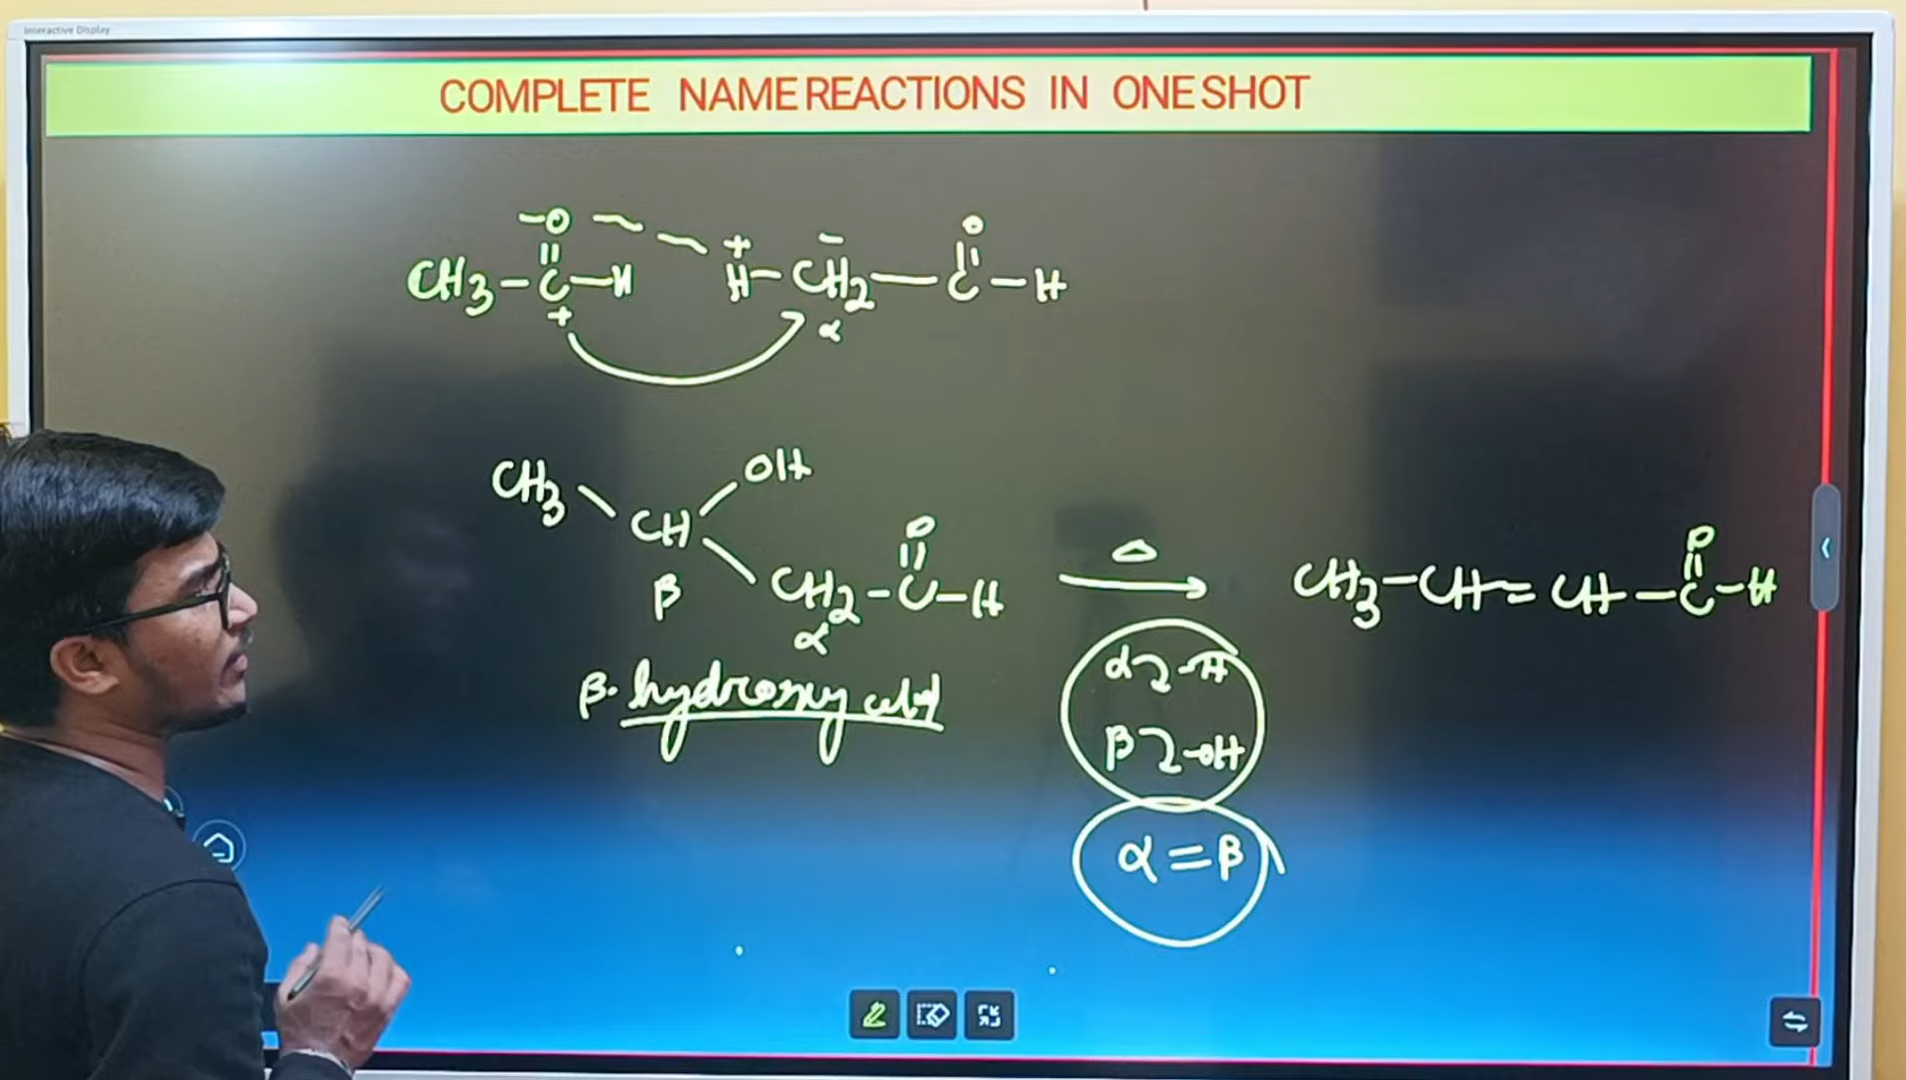 Interactive Display
COMPLETE NAME REACTIONS IN ONE SHOT
−O + −  O
CH3−C−H H−CH2−C−H
+ α
CH3 OH
CH O
β CH2−C−H
α
Δ
O
CH3−CH=CH−C−H
β-hydroxy
α -H
β -OH
α=β